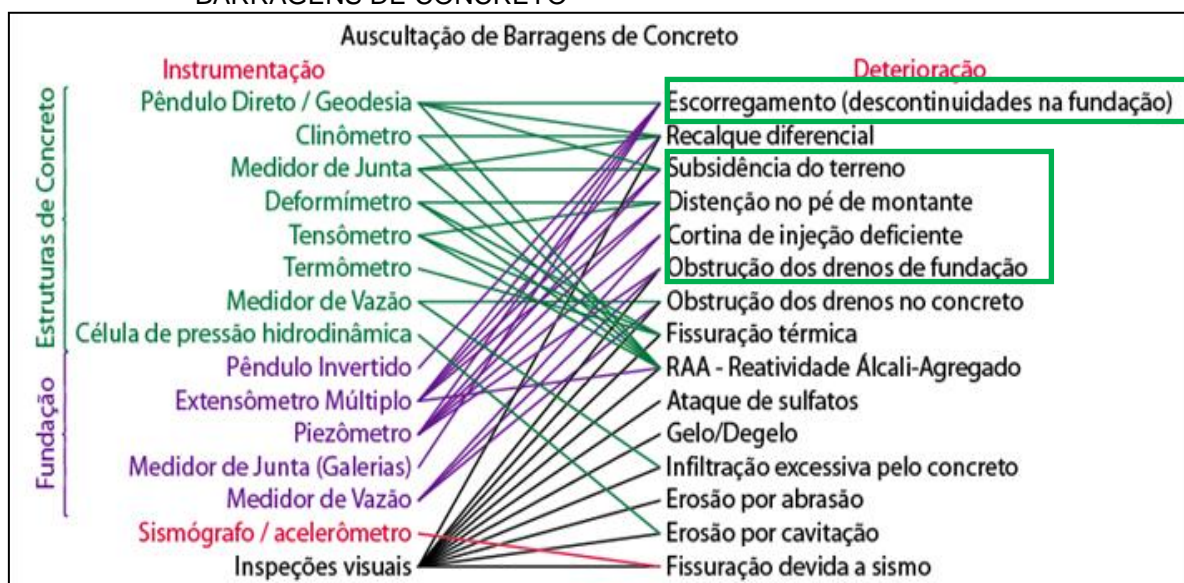 BARRAGENS DE CONCRETO
Auscultação de Barragens de Concreto
Instrumentação
Deterioração
Estruturas de Concreto
Fundação
Pêndulo Direto / Geodesia
Clinômetro
Medidor de Junta
Deformímetro
Tensômetro
Termômetro
Medidor de Vazão
Célula de pressão hidrodinâmica
Pêndulo Invertido
Extensômetro Múltiplo
Piezômetro
Medidor de Junta (Galerias)
Medidor de Vazão
Sismógrafo / acelerômetro
Inspeções visuais
Escorregamento (descontinuidades na fundação)
Recalque diferencial
Subsidência do terreno
Distenção no pé de montante
Cortina de injeção deficiente
Obstrução dos drenos de fundação
Obstrução dos drenos no concreto
Fissuração térmica
RAA - Reatividade Álcali-Agregado
Ataque de sulfatos
Gelo/Degelo
Infiltração excessiva pelo concreto
Erosão por abrasão
Erosão por cavitação
Fissuração devida a sismo